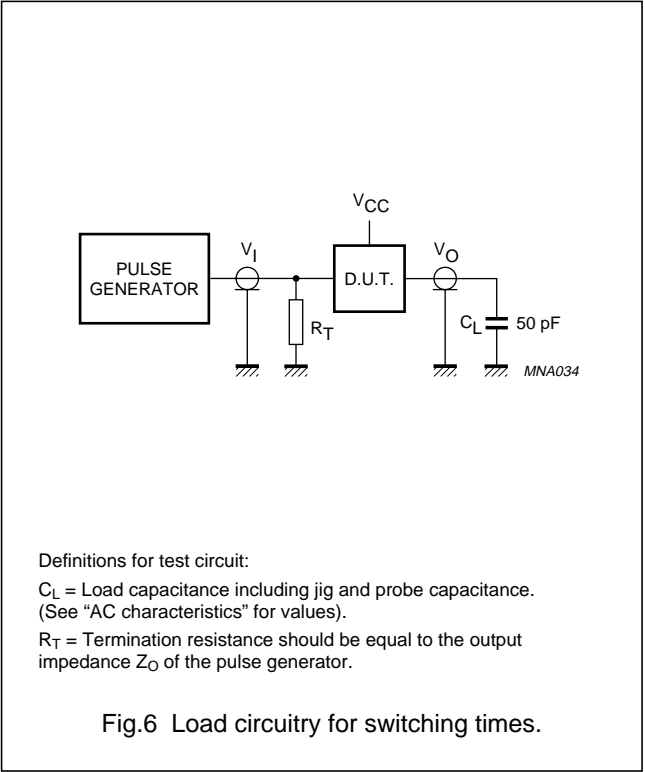 VCC
PULSE
GENERATOR
VI
D.U.T.
VO
RT
CL
50 pF
MNA034
Definitions for test circuit:
CL = Load capacitance including jig and probe capacitance.
(See “AC characteristics” for values).
RT = Termination resistance should be equal to the output
impedance ZO of the pulse generator.
Fig.6 Load circuitry for switching times.